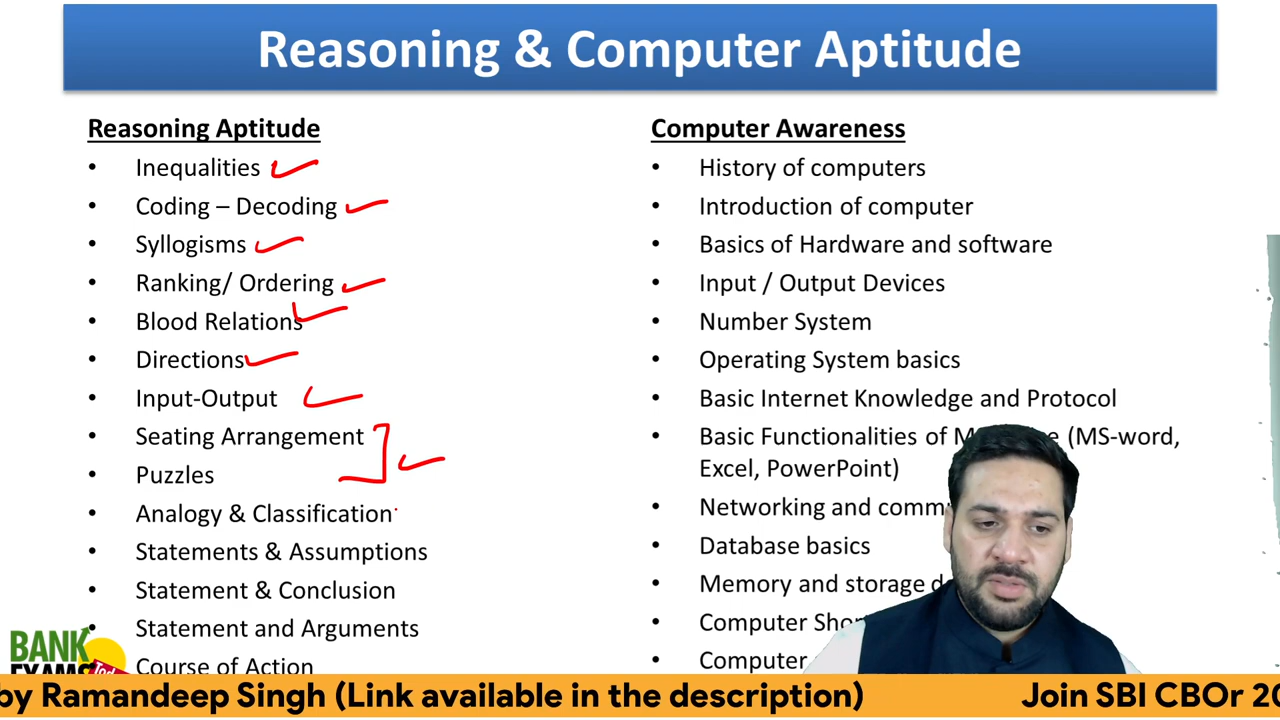 Reasoning & Computer Aptitude
Reasoning Aptitude
• Inequalities
• Coding – Decoding
• Syllogisms
• Ranking/ Ordering
• Blood Relations
• Directions
• Input-Output
• Seating Arrangement
• Puzzles
• Analogy & Classification
• Statements & Assumptions
• Statement & Conclusion
• Statement and Arguments
Course of Action
Computer Awareness
• History of computers
• Introduction of computer
• Basics of Hardware and software
• Input / Output Devices
• Number System
• Operating System basics
• Basic Internet Knowledge and Protocol
• Basic Functionalities of (MS-word,
Excel, PowerPoint)
• Networking and
• Database basics
• Memory and storage
• Computer
• Computer
BANK
EXAMS
by Ramandeep Singh (Link available in the description) Join SBI CBOr